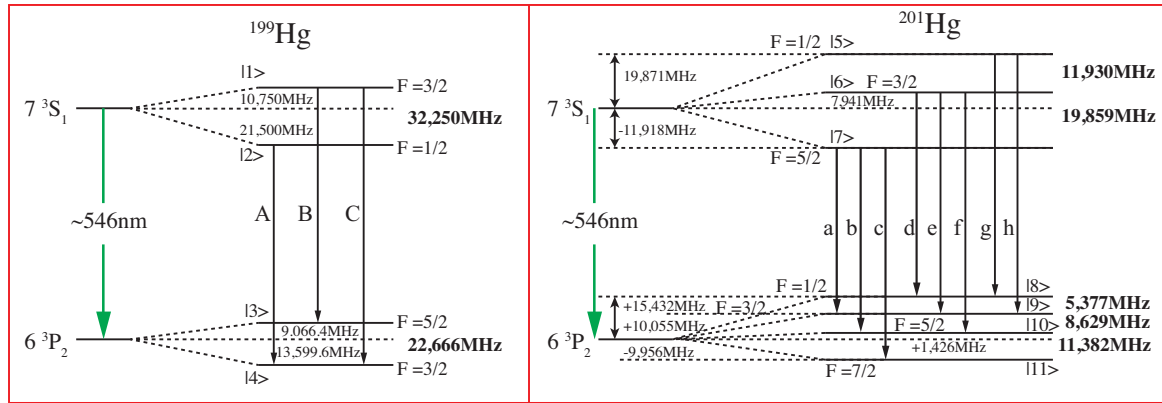 ¹⁹⁹Hg
|1>
F =3/2
10,750MHz
7 ³S₁
32,250MHz
21,500MHz
|2>
F =1/2
A
B
C
~546nm
|3>
F =5/2
9,066.4MHz
6 ³P₂
22,666MHz
13,599.6MHz
|4>
F =3/2
²⁰¹Hg
F =1/2
|5>
19,871MHz
11,930MHz
|6>
F =3/2
7,941MHz
7 ³S₁
19,859MHz
-11,918MHz
|7>
F =5/2
a
b
c
d
e
f
g
h
~546nm
F =1/2
|8>
+15,432MHz
F =3/2
|9>
5,377MHz
+10,055MHz
F =5/2
|10>
8,629MHz
6 ³P₂
+1,426MHz
11,382MHz
-9,956MHz
F =7/2
|11>